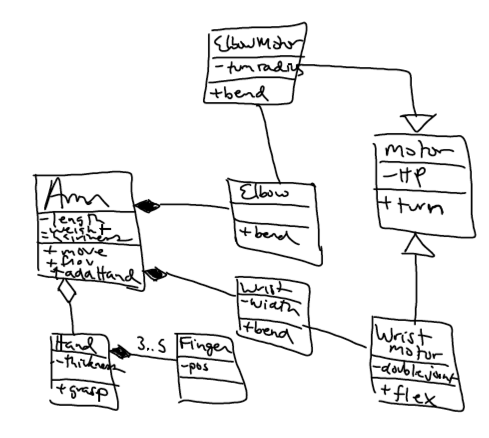 ElbowMotor
-turnradius
+bend
Motor
-HP
+turn
Arm
-length
-weight
+move
+addHand
Elbow
+bend
Wrist
-width
+bend
Wrist
Motor
-doublejoint
+flex
Hand
-thickness
+grasp
3..5
Finger
-pos